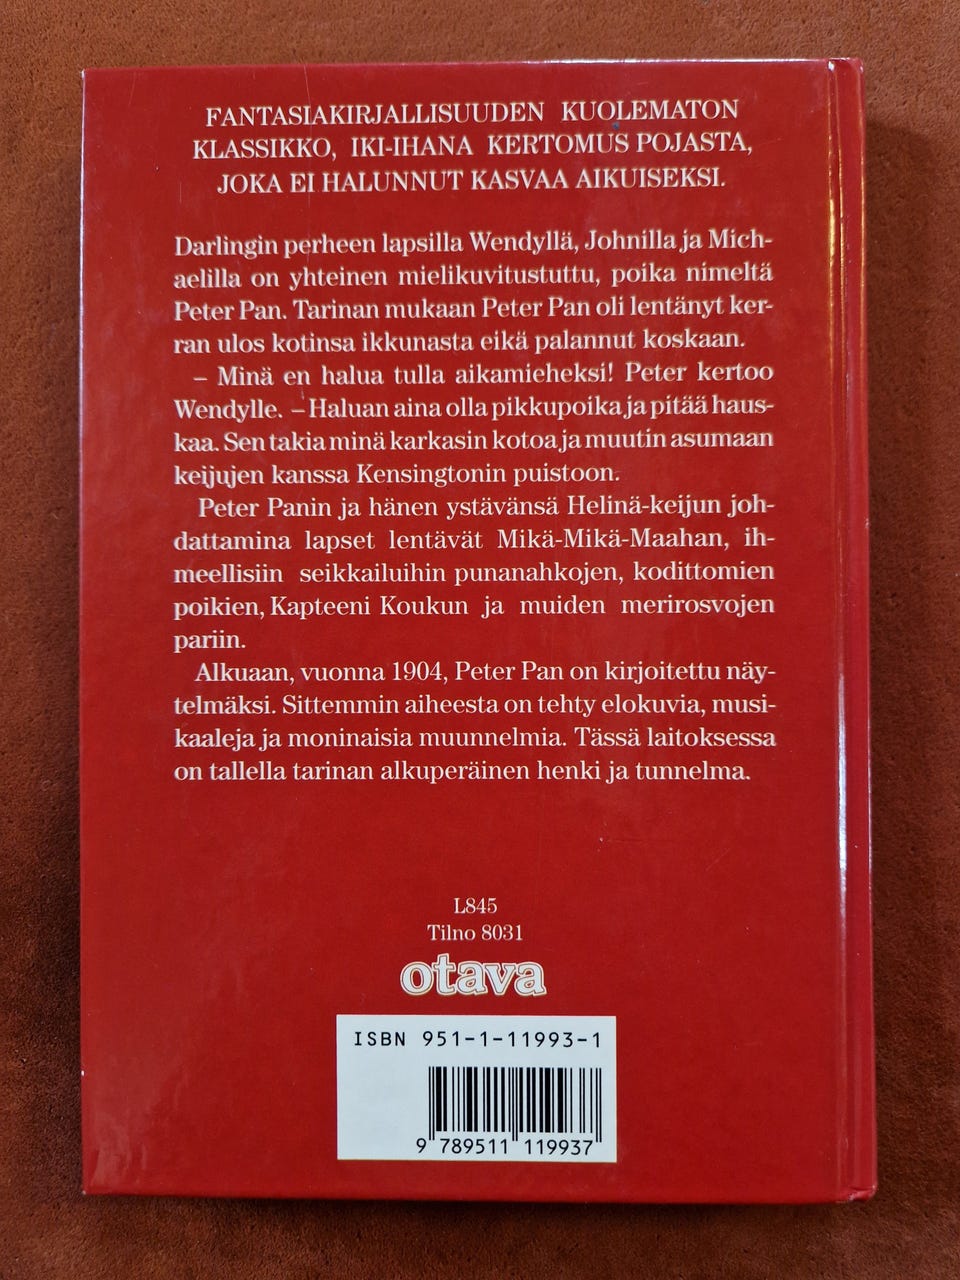 FANTASIAKIRJALLISUUDEN KUOLEMATON
KLASSIKKO, IKI-IHANA KERTOMUS POJASTA,
JOKA EI HALUNNUT KASVAA AIKUISEKSI.
Darlingin perheen lapsilla Wendyllä, Johnilla ja Mich-
aelilla on yhteinen mielikuvitustuttu, poika nimeltä
Peter Pan. Tarinan mukaan Peter Pan oli lentänyt ker-
ran ulos kotinsa ikkunasta eikä palannut koskaan.
– Minä en halua tulla aikamieheksi! Peter kertoo
Wendylle. – Haluan aina olla pikkupoika ja pitää haus-
kaa. Sen takia minä karkasin kotoa ja muutin asumaan
keijujen kanssa Kensingtonin puistoon.
Peter Panin ja hänen ystävänsä Helinä-keijun joh-
dattamina lapset lentävät Mikä-Mikä-Maahan, ih-
meellisiin seikkailuihin punanahkojen, kodittomien
poikien, Kapteeni Koukun ja muiden merirosvojen
pariin.
Alkuaan, vuonna 1904, Peter Pan on kirjoitettu näy-
telmäksi. Sittemmin aiheesta on tehty elokuvia, musi-
kaaleja ja moninaisia muunnelmia. Tässä laitoksessa
on tallella tarinan alkuperäinen henki ja tunnelma.
L845
Tilno 8031
otava
ISBN 951-1-11993-1
9 789511 119937